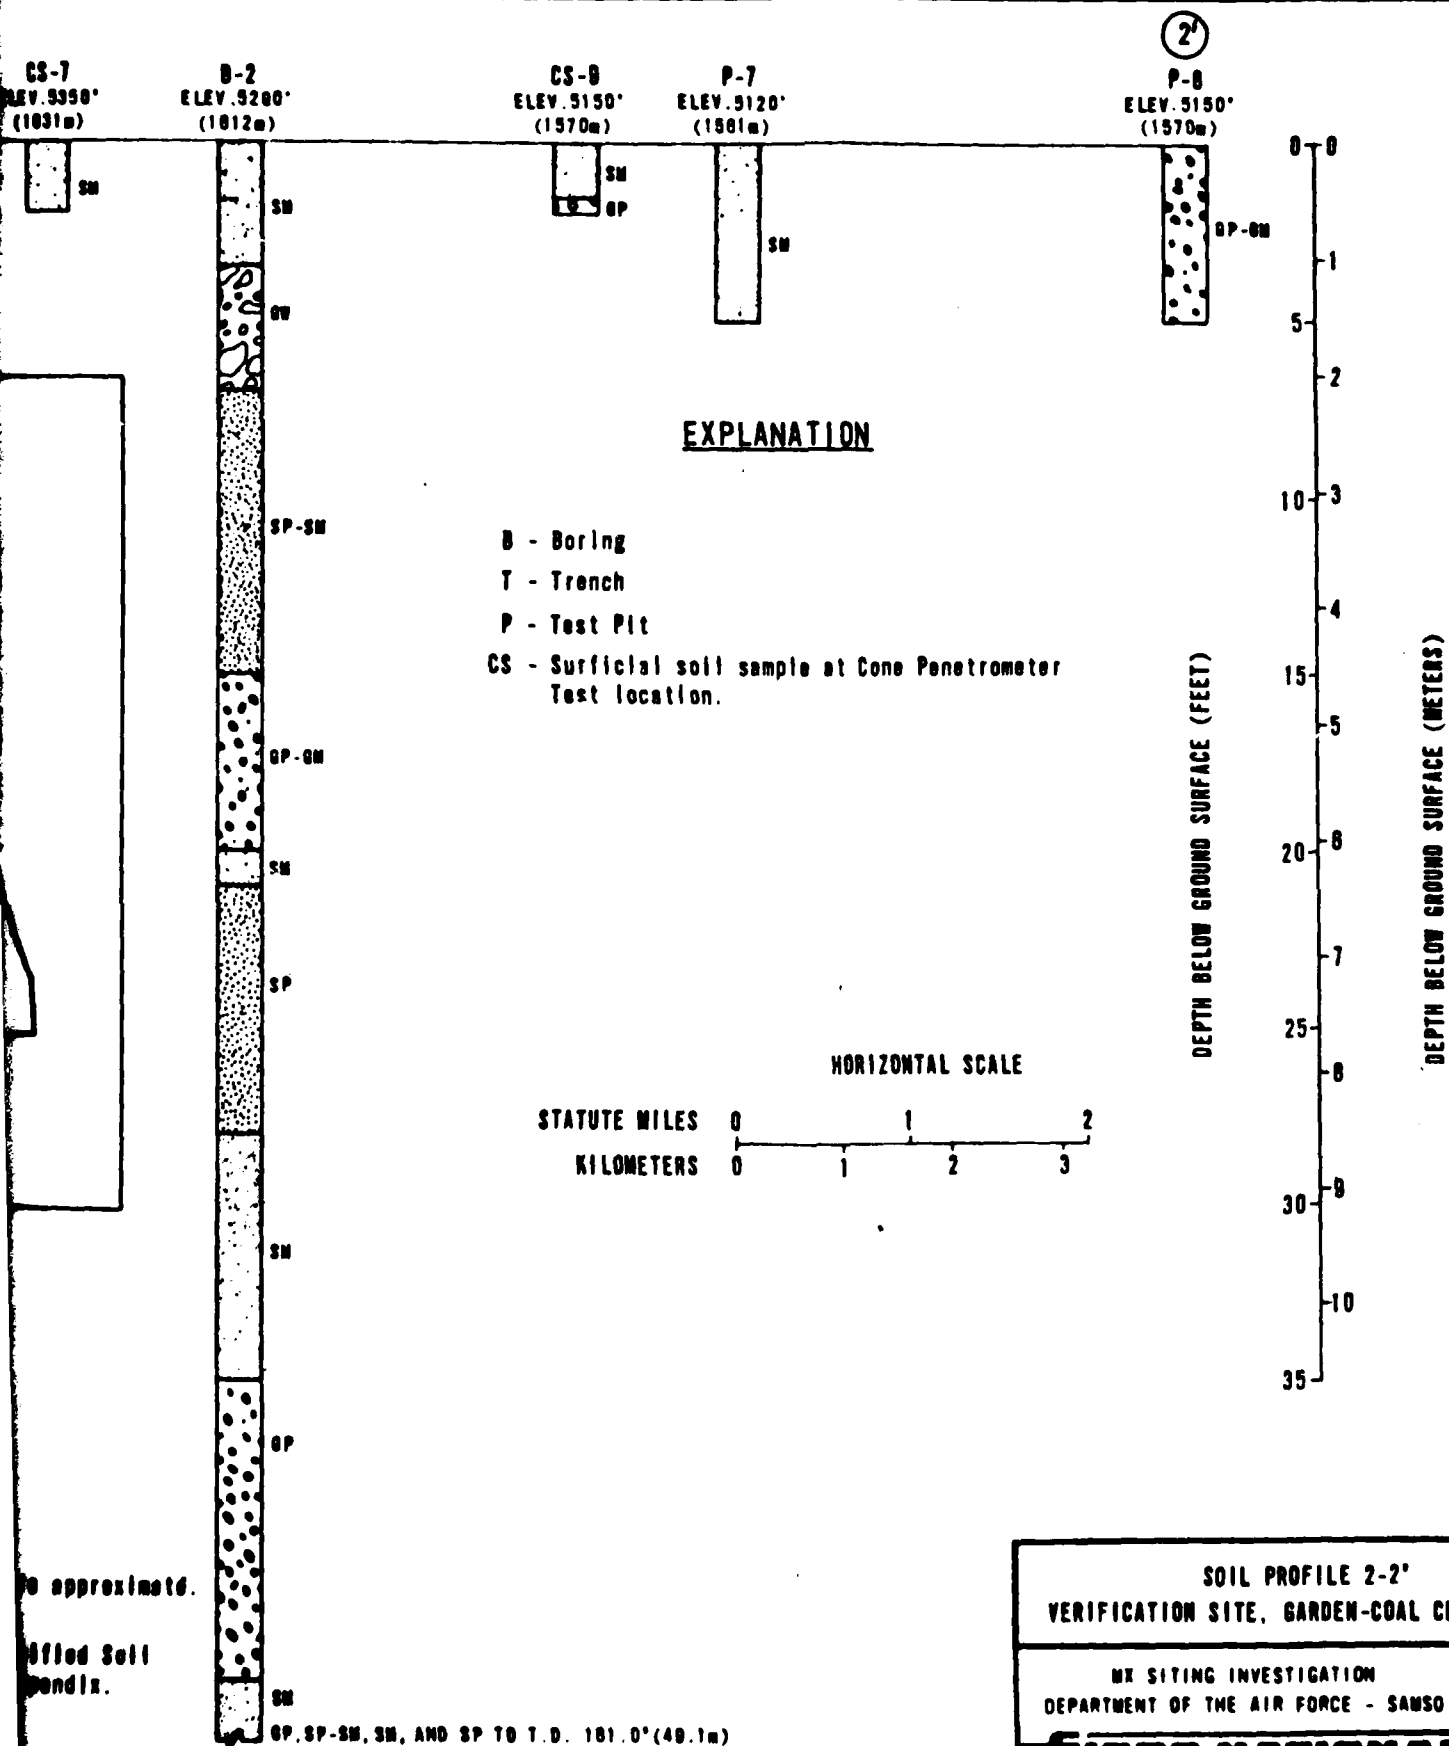 2'
CS-7
ELEV.5350'
(1631m)
B-2
ELEV.5290'
(1612m)
CS-9
ELEV.5150'
(1570m)
P-7
ELEV.5120'
(1561m)
P-8
ELEV.5150'
(1570m)
SM
SM
GW
SP-SM
GP-GM
SM
SP
SM
GP
SM
GP,SP-SM, SM, AND SP TO T.D. 161.0'(49.1m)
SM
GP
SM
GP-GM
EXPLANATION
B - Boring
T - Trench
P - Test Pit
CS - Surficial soil sample at Cone Penetrometer
Test location.
HORIZONTAL SCALE
STATUTE MILES 0 1 2
KILOMETERS 0 1 2 3
DEPTH BELOW GROUND SURFACE (FEET)
0
5
10
15
20
25
30
35
0
1
2
3
4
5
6
7
8
9
10
DEPTH BELOW GROUND SURFACE (METERS)
approximate.
Soil
SOIL PROFILE 2-2'
VERIFICATION SITE, GARDEN-COAL
MX SITING INVESTIGATION
DEPARTMENT OF THE AIR FORCE - SAMSO